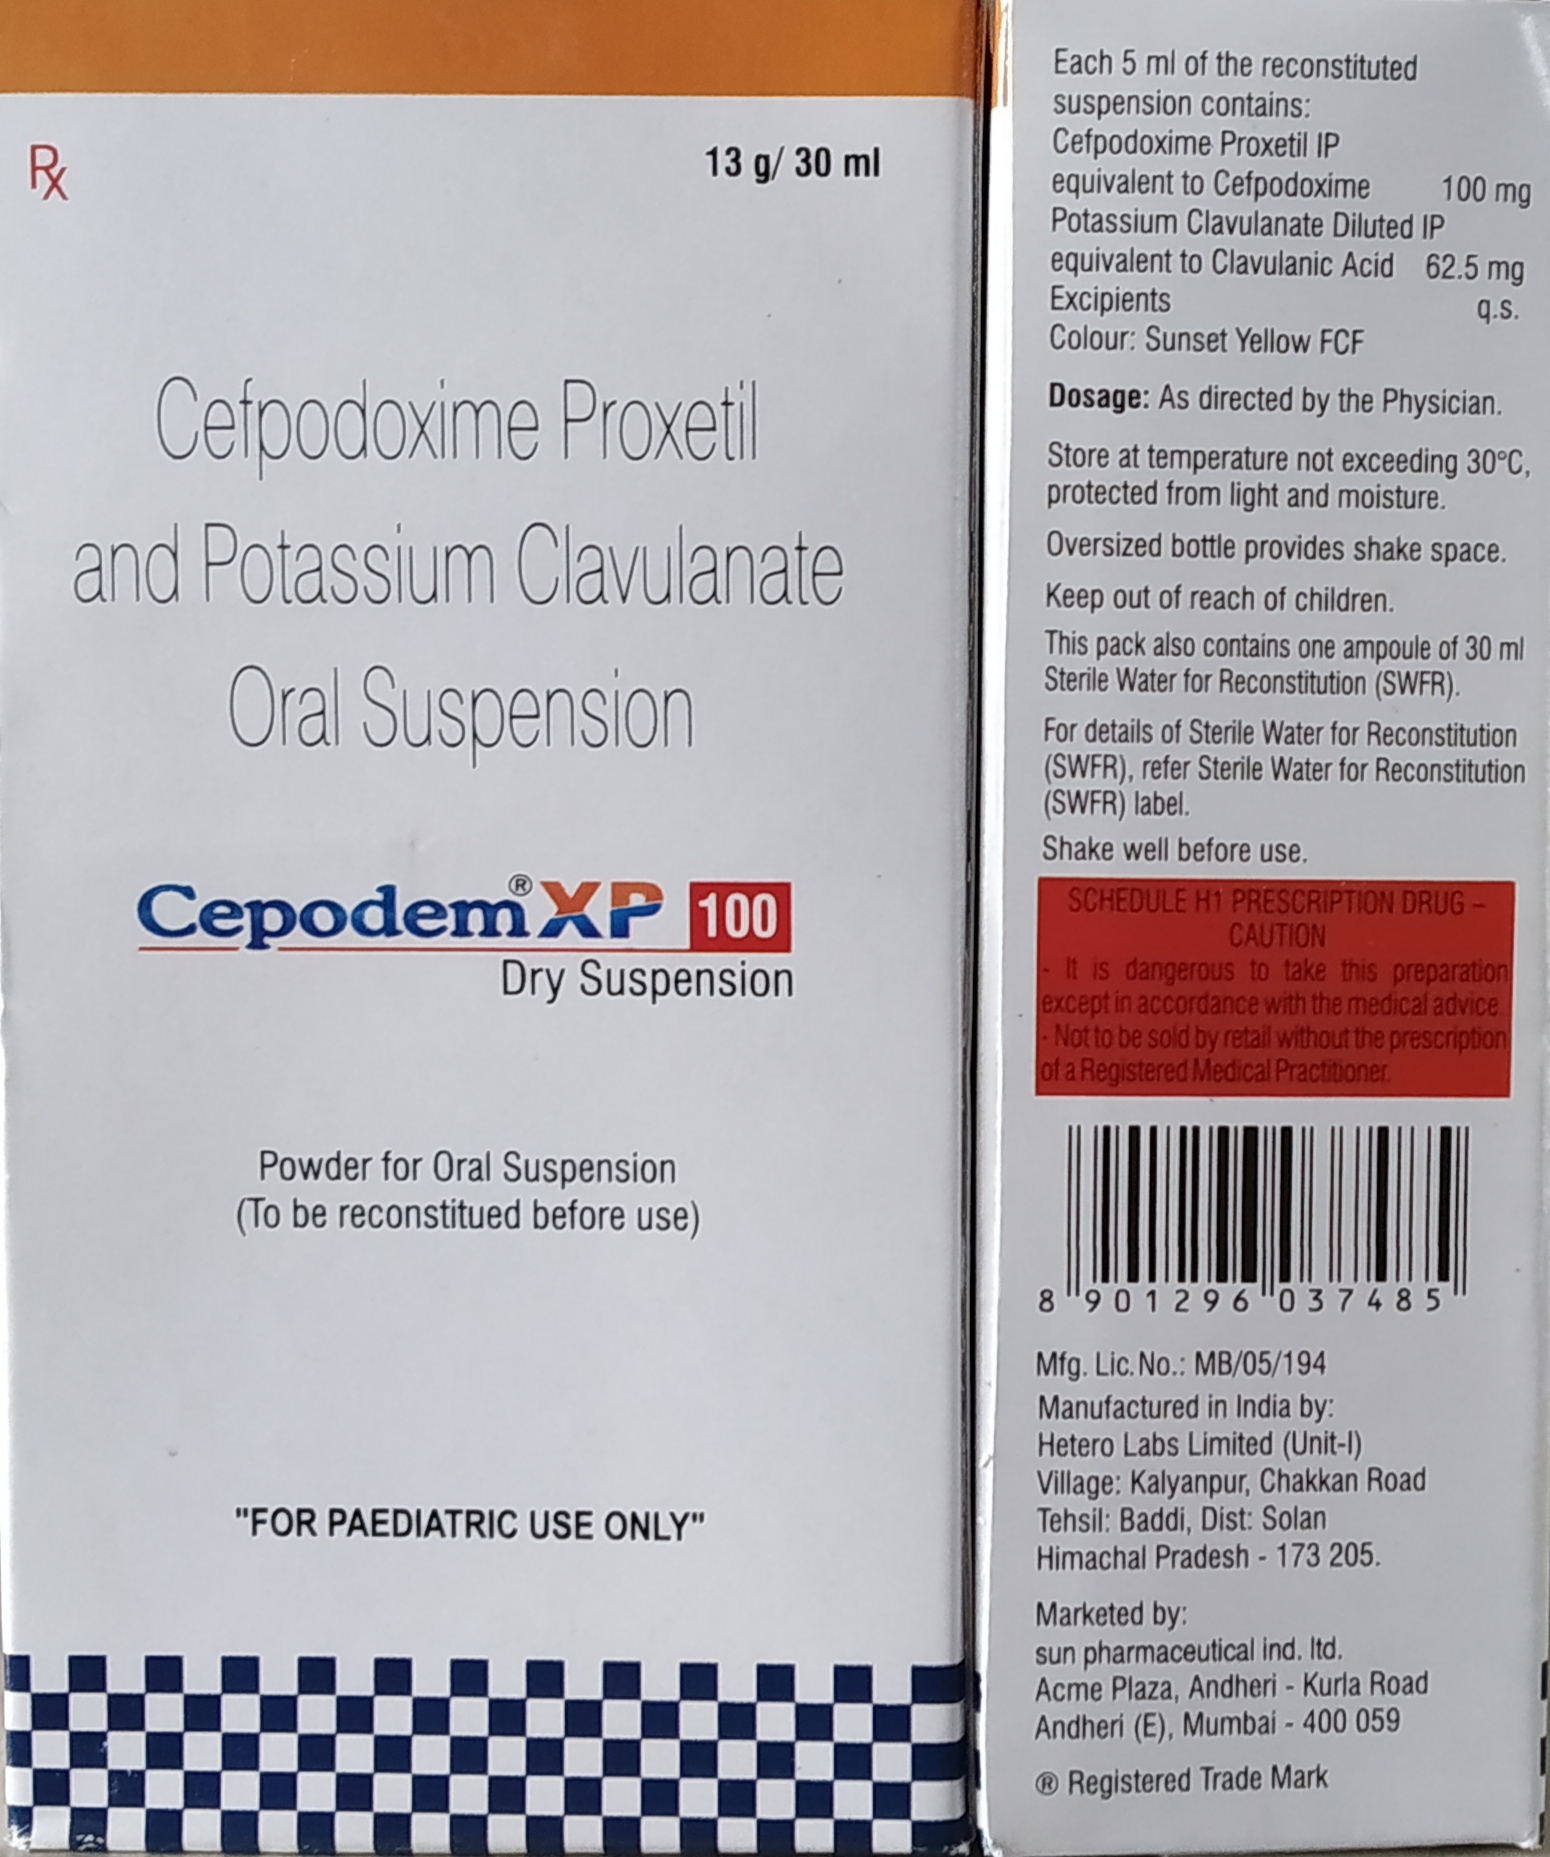 Rx
13 g/ 30 ml
Cefpodoxime Proxetil
and Potassium Clavulanate
Oral Suspension
Cepodem® XP 100
Dry Suspension
Powder for Oral Suspension
(To be reconstitued before use)
"FOR PAEDIATRIC USE ONLY"
Each 5 ml of the reconstituted
suspension contains:
Cefpodoxime Proxetil IP
equivalent to Cefpodoxime 100 mg
Potassium Clavulanate Diluted IP
equivalent to Clavulanic Acid 62.5 mg
Excipients q.s.
Colour: Sunset Yellow FCF
Dosage: As directed by the Physician.
Store at temperature not exceeding 30°C,
protected from light and moisture.
Oversized bottle provides shake space.
Keep out of reach of children.
This pack also contains one ampoule of 30 ml
Sterile Water for Reconstitution (SWFR).
For details of Sterile Water for Reconstitution
(SWFR), refer Sterile Water for Reconstitution
(SWFR) label.
Shake well before use.
SCHEDULE H1 PRESCRIPTION DRUG –
CAUTION
- It is dangerous to take this preparation
except in accordance with the medical advice.
- Not to be sold by retail without the prescription
of a Registered Medical Practitioner.
8 901296 037485
Mfg. Lic. No.: MB/05/194
Manufactured in India by:
Hetero Labs Limited (Unit-I)
Village: Kalyanpur, Chakkan Road
Tehsil: Baddi, Dist: Solan
Himachal Pradesh - 173 205.
Marketed by:
sun pharmaceutical ind. ltd.
Acme Plaza, Andheri - Kurla Road
Andheri (E), Mumbai - 400 059
® Registered Trade Mark